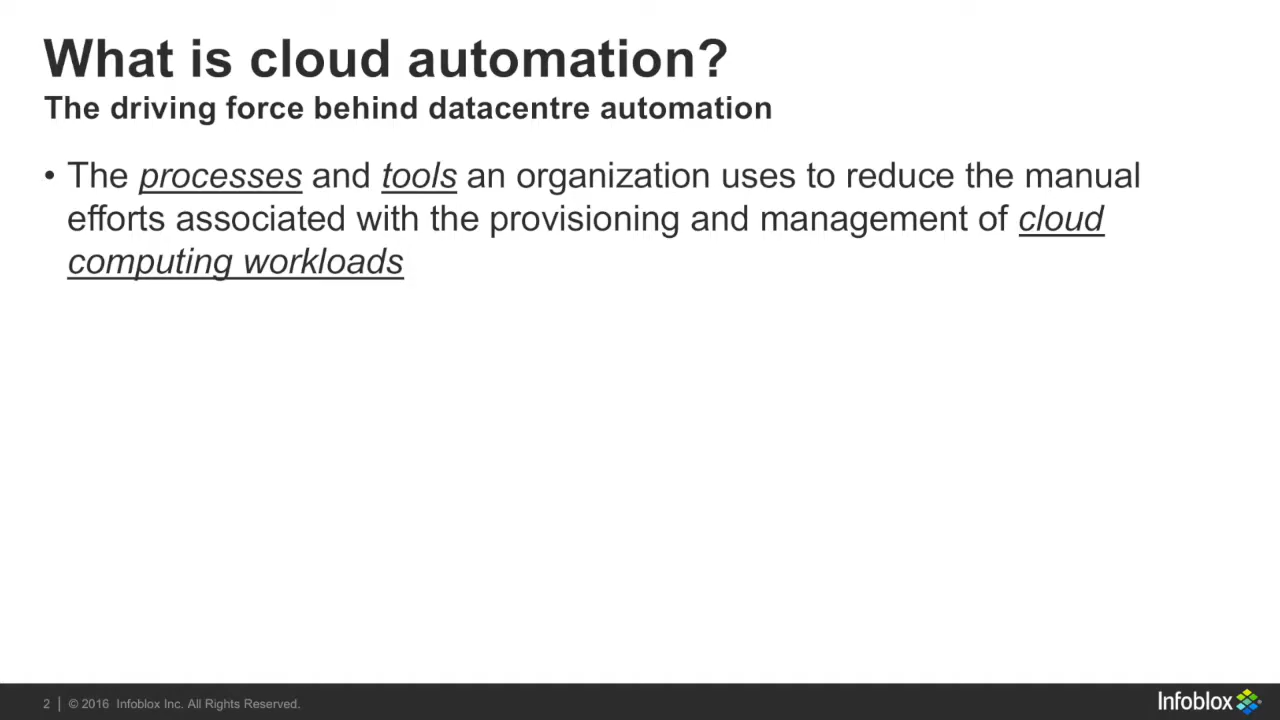 What is cloud automation?
The driving force behind datacentre automation
• The processes and tools an organization uses to reduce the manual
efforts associated with the provisioning and management of cloud
computing workloads
2 | © 2016 Infoblox Inc. All Rights Reserved.
Infoblox